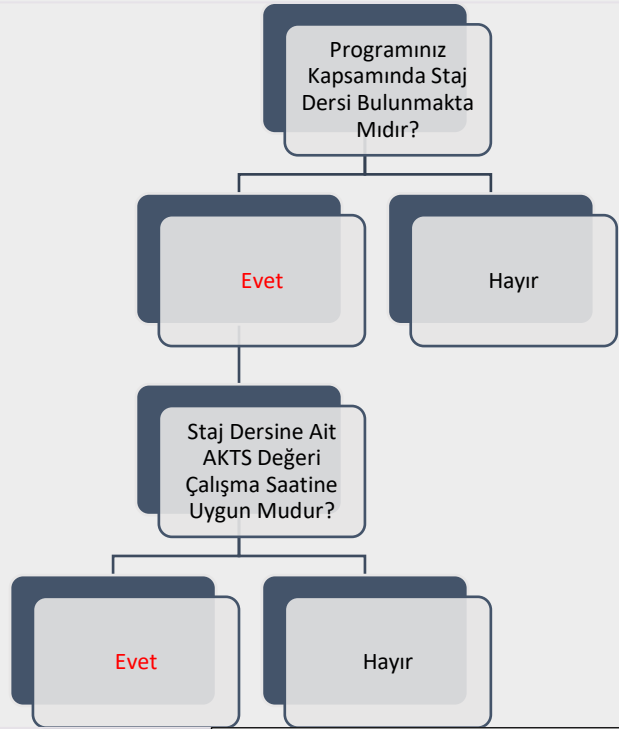 Programınız
Kapsamında Staj
Dersi Bulunmakta
Mıdır?
Evet
Hayır
Staj Dersine Ait
AKTS Değeri
Çalışma Saatine
Uygun Mudur?
Evet
Hayır